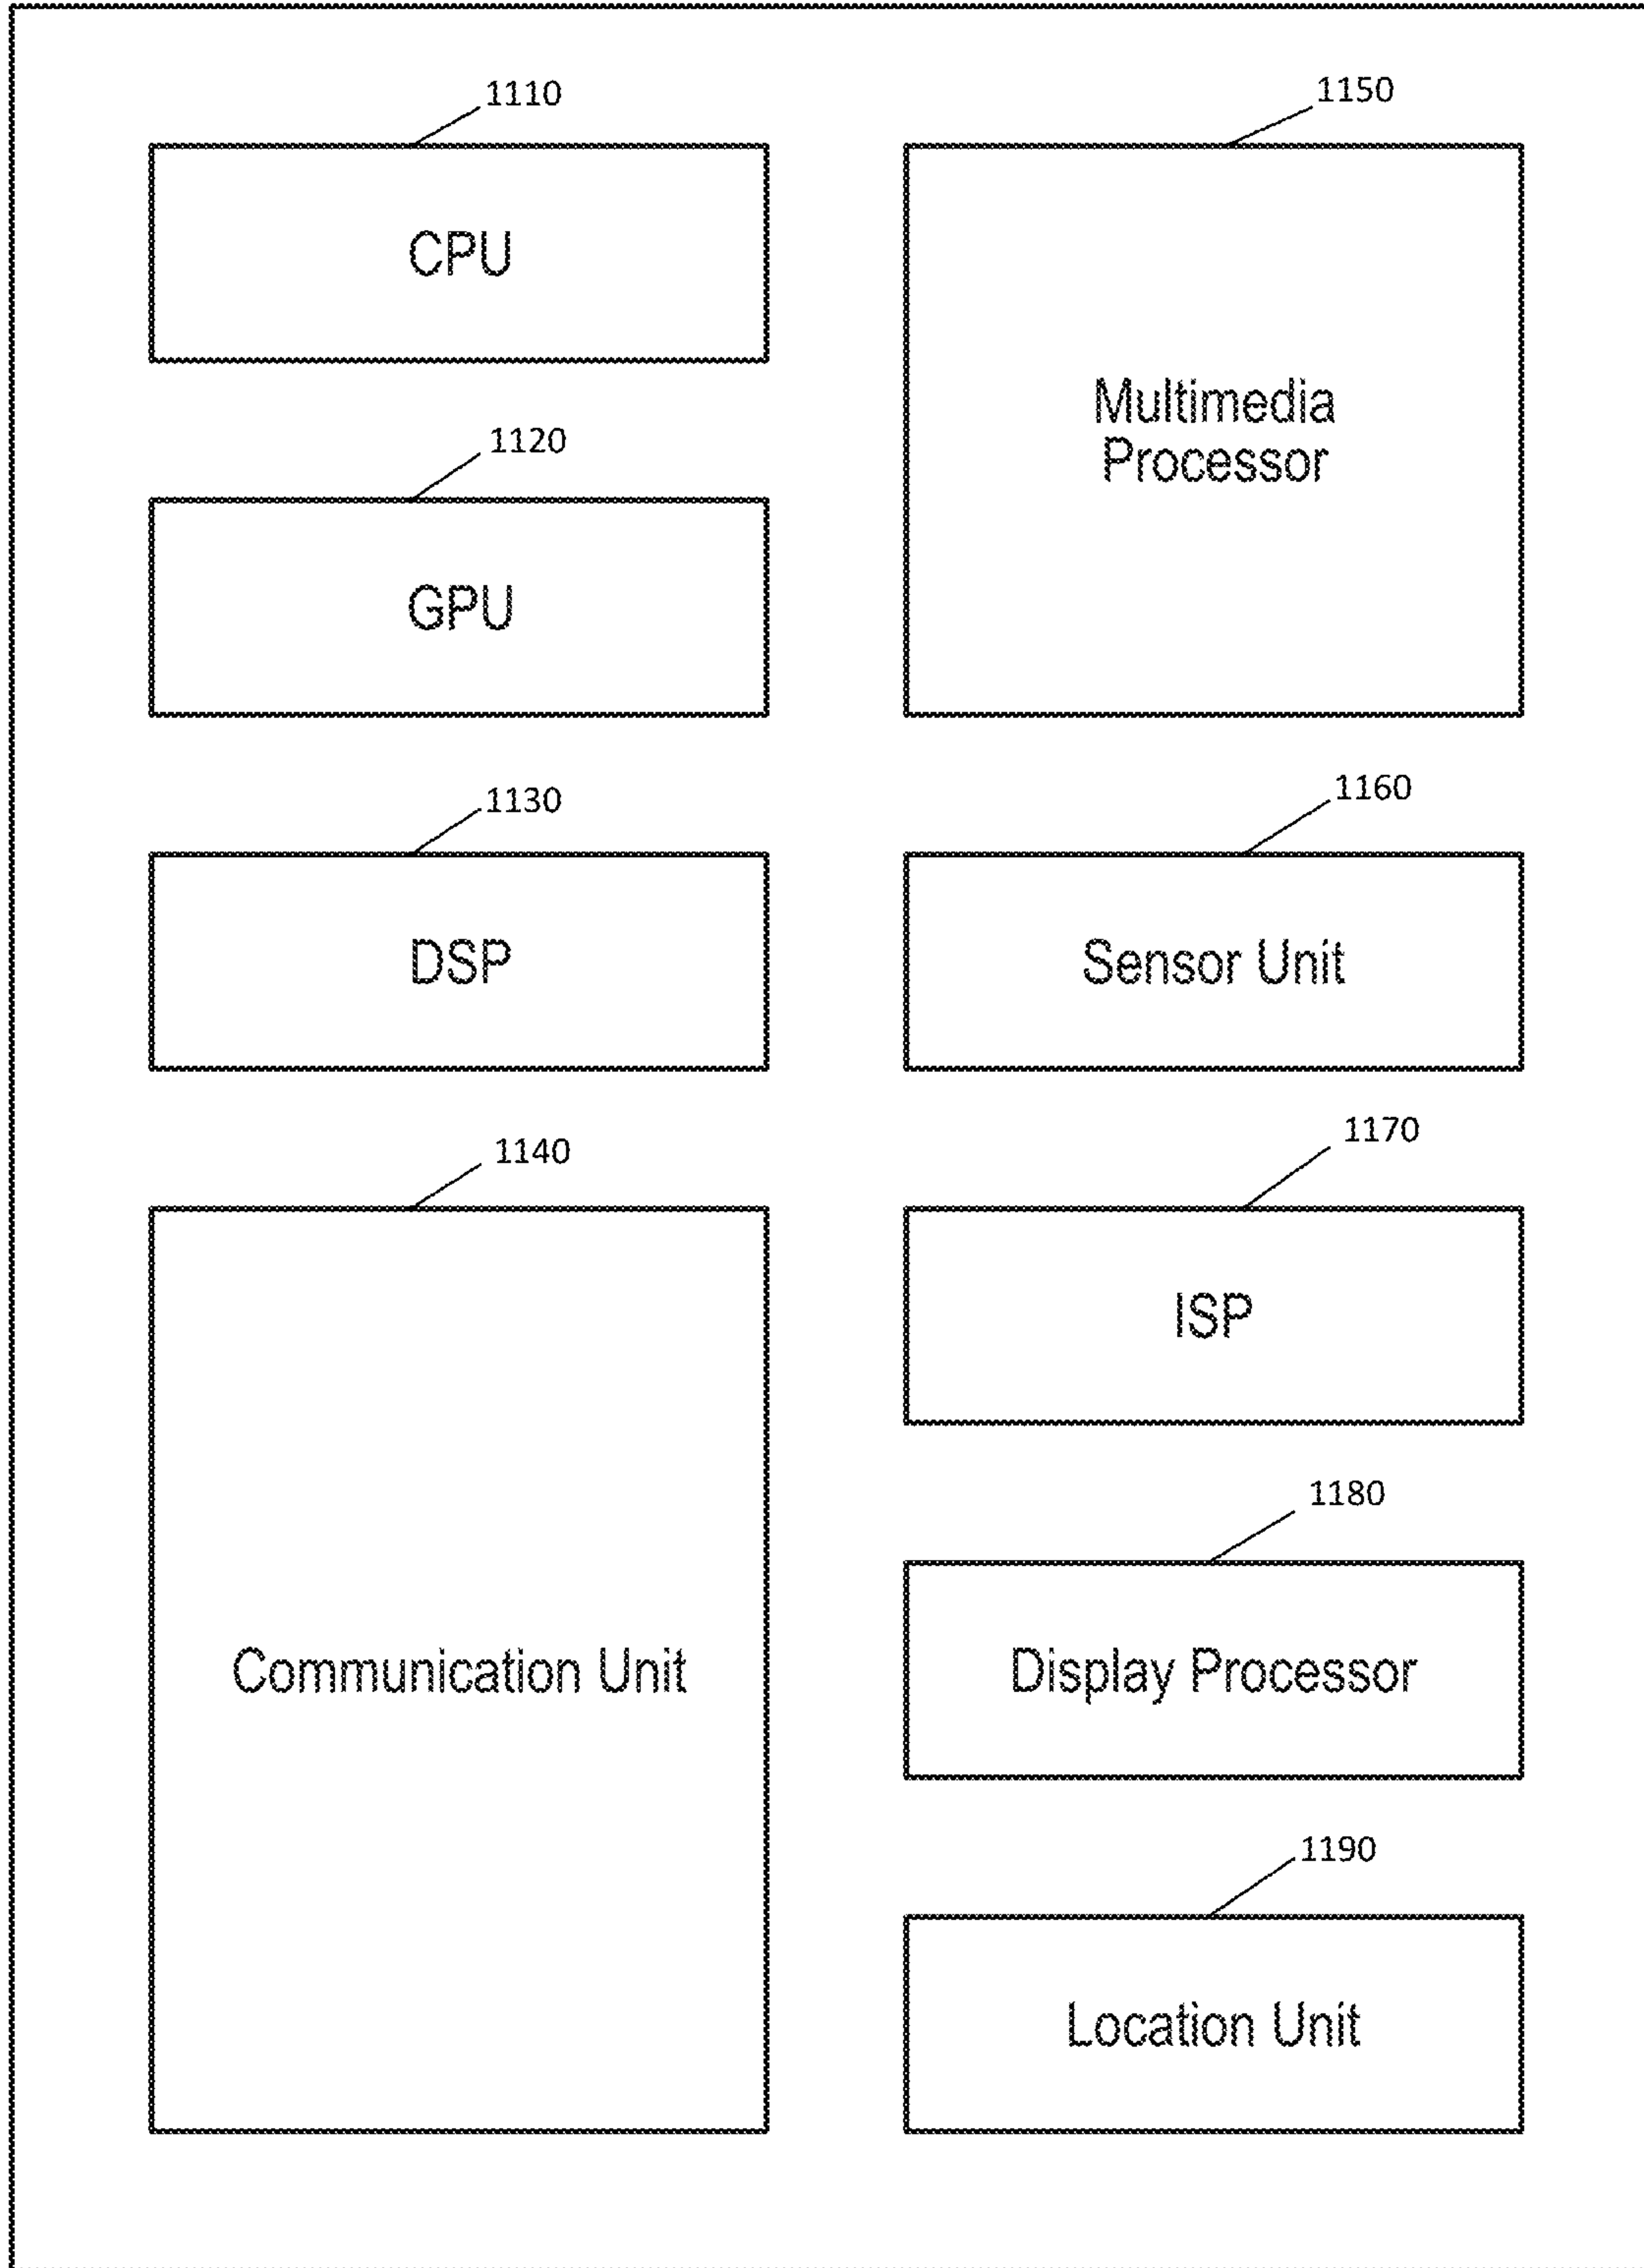 1110
CPU
1120
GPU
1130
DSP
1140
Communication Unit
1150
Multimedia
Processor
1160
Sensor Unit
1170
ISP
1180
Display Processor
1190
Location Unit